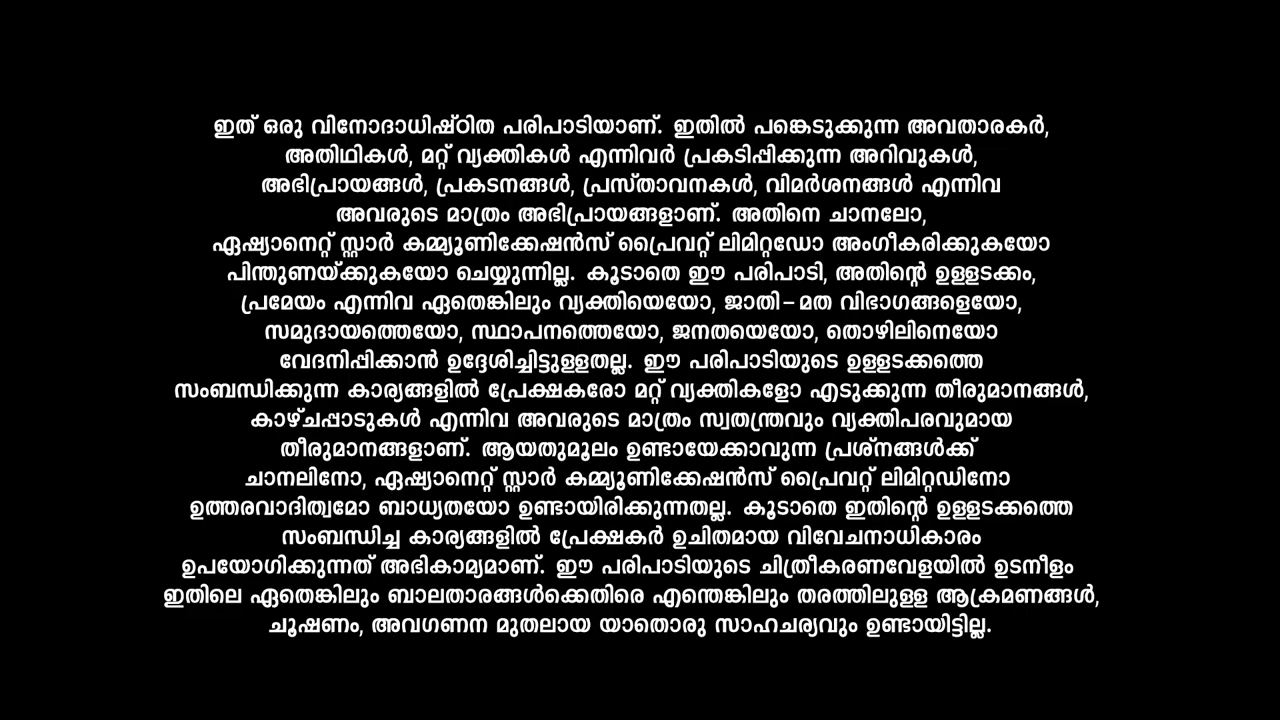 ഇത് ഒരു വിനോദാധിഷ്ഠിത പരിപാടിയാണ്. ഇതിൽ പങ്കെടുക്കുന്ന അവതാരകർ,
അതിഥികൾ, മറ്റ് വ്യക്തികൾ എന്നിവർ പ്രകടിപ്പിക്കുന്ന അറിവുകൾ,
അഭിപ്രായങ്ങൾ, പ്രകടനങ്ങൾ, പ്രസ്താവനകൾ, വിമർശനങ്ങൾ എന്നിവ
അവരുടെ മാത്രം അഭിപ്രായങ്ങളാണ്. അതിനെ ചാനലോ,
ഏഷ്യാനെറ്റ് സ്റ്റാർ കമ്മ്യൂണിക്കേഷൻസ് പ്രൈവറ്റ് ലിമിറ്റഡോ അംഗീകരിക്കുകയോ
പിന്തുണയ്ക്കുകയോ ചെയ്യുന്നില്ല. കൂടാതെ ഈ പരിപാടി, അതിന്റെ ഉള്ളടക്കം,
പ്രമേയം എന്നിവ ഏതെങ്കിലും വ്യക്തിയെയോ, ജാതി – മത വിഭാഗങ്ങളെയോ,
സമുദായത്തെയോ, സ്ഥാപനത്തെയോ, ജനതയെയോ, തൊഴിലിനെയോ
വേദനിപ്പിക്കാൻ ഉദ്ദേശിച്ചിട്ടുള്ളതല്ല. ഈ പരിപാടിയുടെ ഉള്ളടക്കത്തെ
സംബന്ധിക്കുന്ന കാര്യങ്ങളിൽ പ്രേക്ഷകരോ മറ്റ് വ്യക്തികളോ എടുക്കുന്ന തീരുമാനങ്ങൾ,
കാഴ്ചപ്പാടുകൾ എന്നിവ അവരുടെ മാത്രം സ്വതന്ത്രവും വ്യക്തിപരവുമായ
തീരുമാനങ്ങളാണ്. ആയതുമൂലം ഉണ്ടായേക്കാവുന്ന പ്രശ്നങ്ങൾക്ക്
ചാനലിനോ, ഏഷ്യാനെറ്റ് സ്റ്റാർ കമ്മ്യൂണിക്കേഷൻസ് പ്രൈവറ്റ് ലിമിറ്റഡിനോ
ഉത്തരവാദിത്വമോ ബാധ്യതയോ ഉണ്ടായിരിക്കുന്നതല്ല. കൂടാതെ ഇതിന്റെ ഉള്ളടക്കത്തെ
സംബന്ധിച്ച കാര്യങ്ങളിൽ പ്രേക്ഷകർ ഉചിതമായ വിവേചനാധികാരം
ഉപയോഗിക്കുന്നത് അഭികാമ്യമാണ്. ഈ പരിപാടിയുടെ ചിത്രീകരണവേളയിൽ ഉടനീളം
ഇതിലെ ഏതെങ്കിലും ബാലതാരങ്ങൾക്കെതിരെ എന്തെങ്കിലും തരത്തിലുള്ള ആക്രമണങ്ങൾ,
ചൂഷണം, അവഗണന മുതലായ യാതൊരു സാഹചര്യവും ഉണ്ടായിട്ടില്ല.